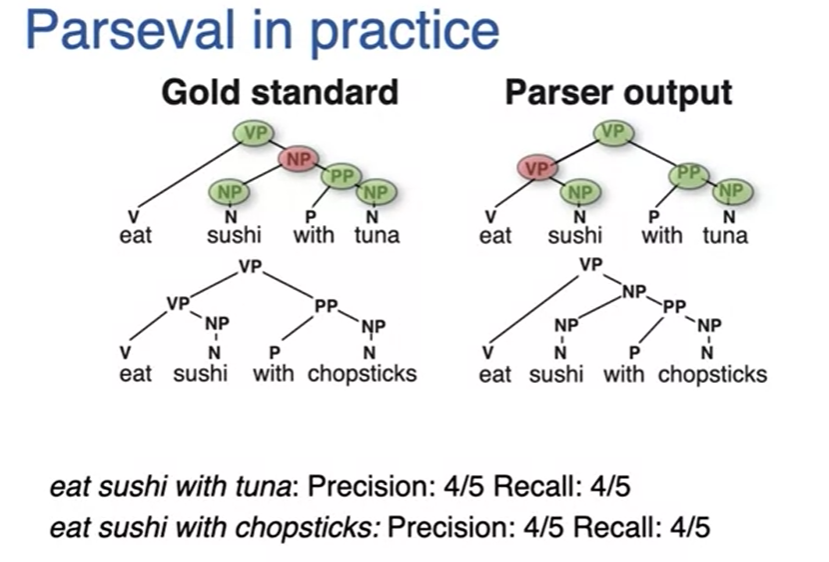 Parseval in practice
Gold standard Parser output
VP VP
NP VP
PP PP
NP NP NP NP
V N P N V N P N
eat sushi with tuna eat sushi with tuna
VP VP
VP PP NP PP
NP NP NP NP
V N P N V N P N
eat sushi with chopsticks eat sushi with chopsticks
eat sushi with tuna: Precision: 4/5 Recall: 4/5
eat sushi with chopsticks: Precision: 4/5 Recall: 4/5